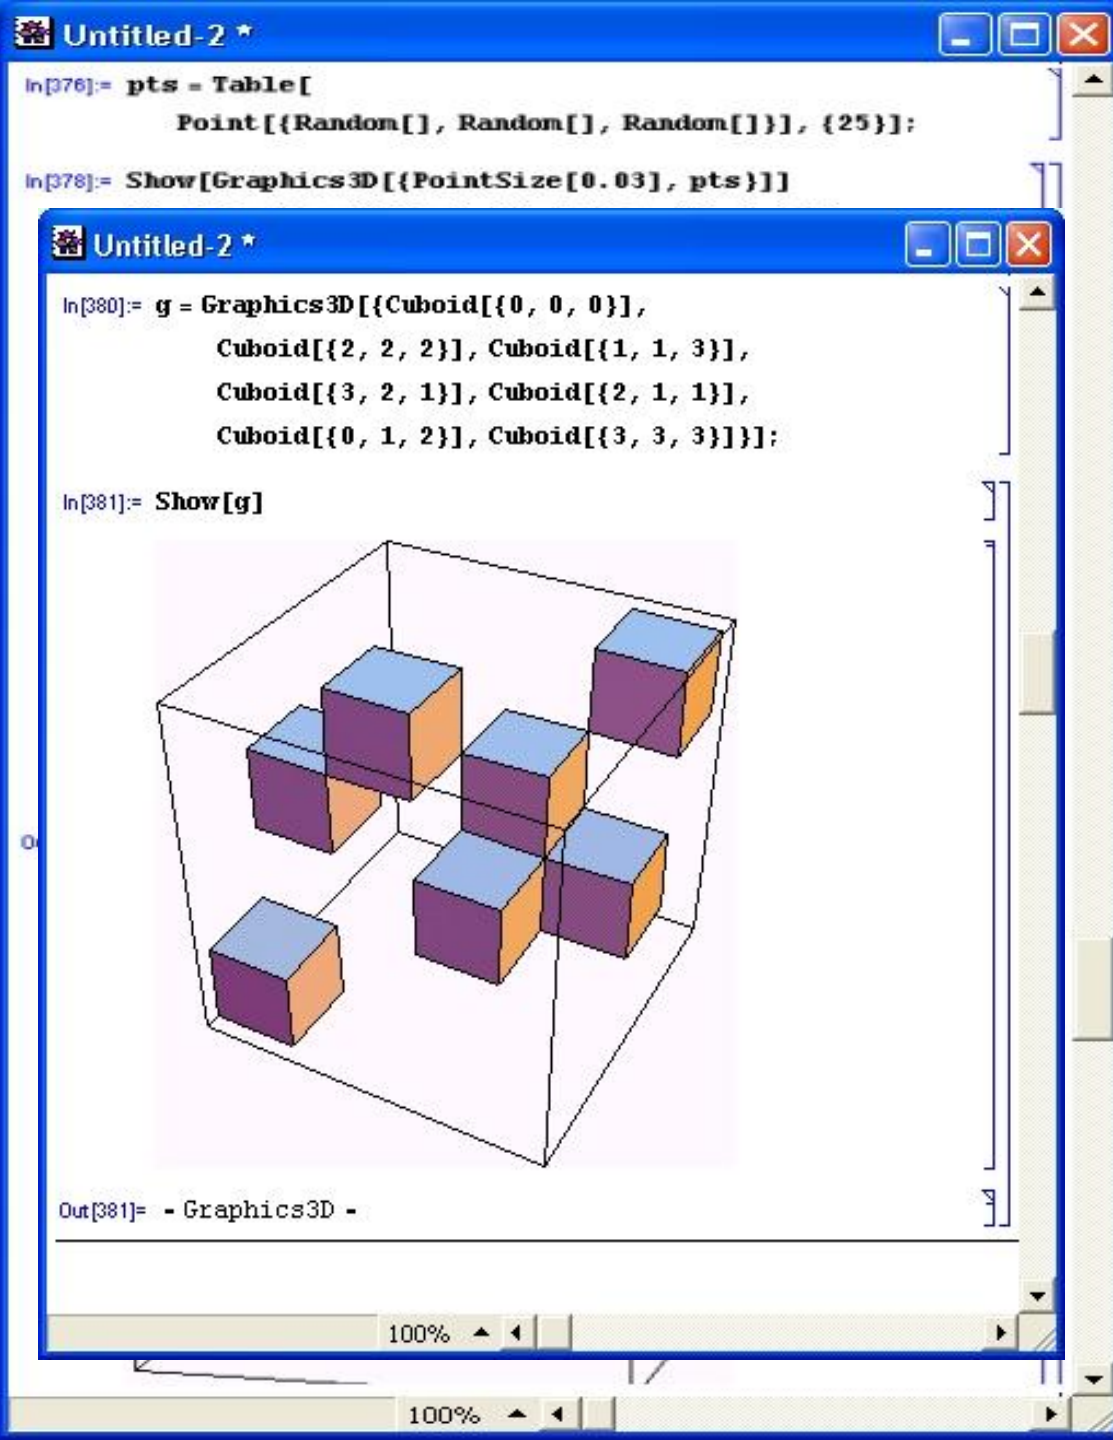 Untitled-2 *
In[376]:= pts = Table[
Point[{Random[], Random[], Random[]}], {25}];
In[378]:= Show[Graphics3D[{PointSize[0.03], pts}]]
Untitled-2 *
In[380]:= g = Graphics3D[{Cuboid[{0, 0, 0}],
Cuboid[{2, 2, 2}], Cuboid[{1, 1, 3}],
Cuboid[{3, 2, 1}], Cuboid[{2, 1, 1}],
Cuboid[{0, 1, 2}], Cuboid[{3, 3, 3}]}];
In[381]:= Show[g]
Out[381]= - Graphics3D -
100%
100%